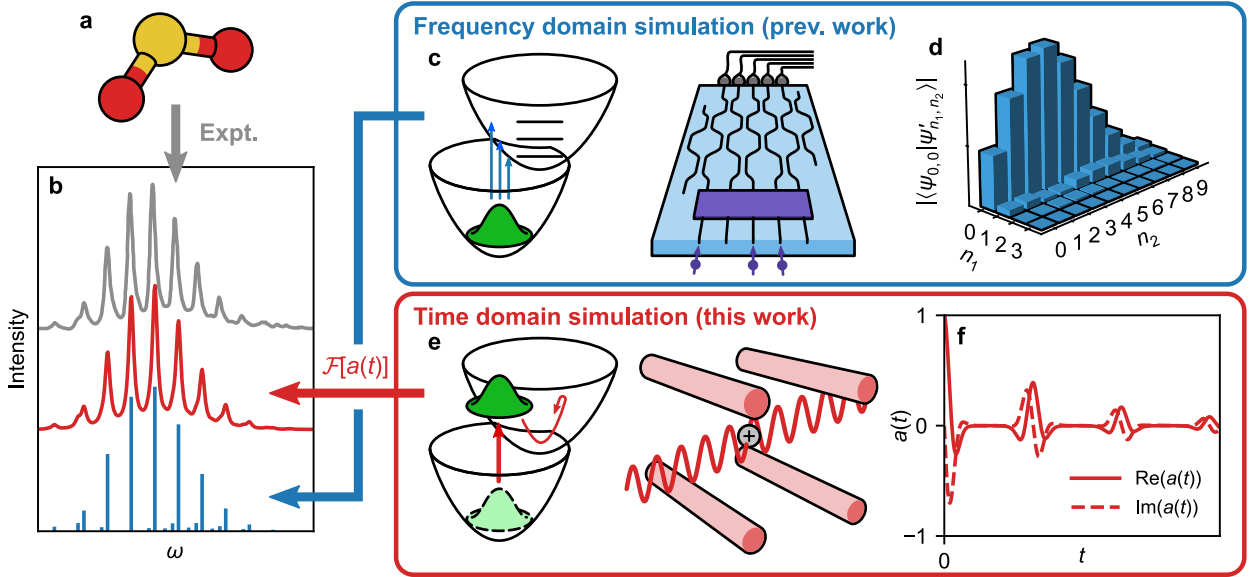 a
Expt.
b
Intensity
ω
Frequency domain simulation (prev. work)
c
d
|⟨ψ0,0|ψ′n1, n2⟩|
0 1 2 3
n1
0 1 2 3 4 5 6 7 8 9
n2
Time domain simulation (this work)
ℱ[a(t)]
e
+
f
1
0
−1
a(t)
Re(a(t))
Im(a(t))
0
t